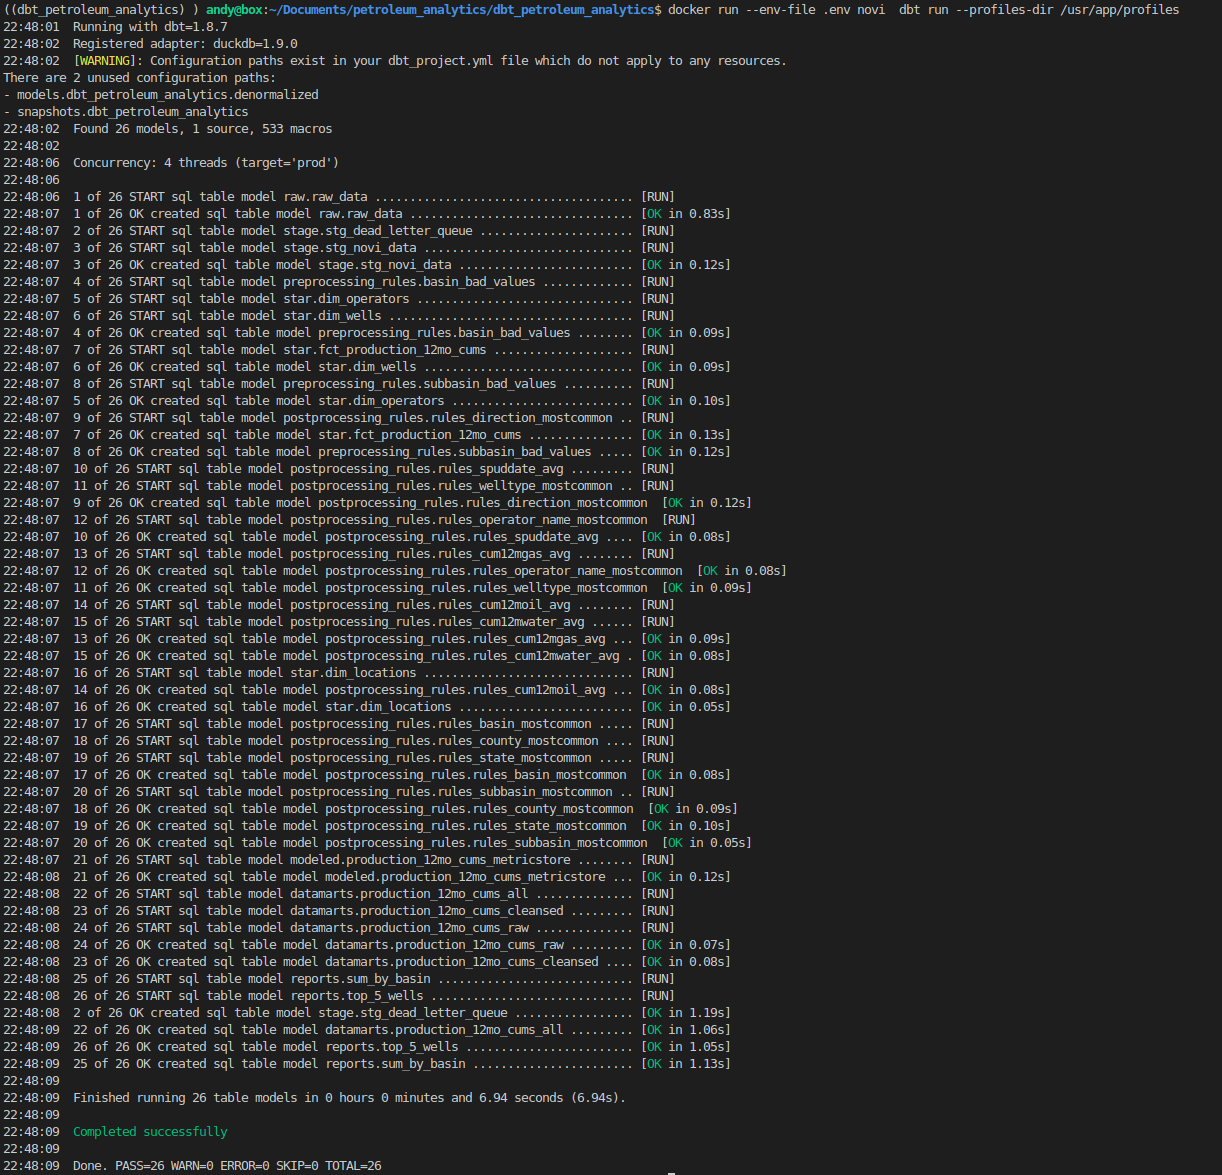 ((dbt_petroleum_analytics) ) andy@box:~/Documents/petroleum_analytics/dbt_petroleum_analytics$ docker run --env-file .env novi  dbt run --profiles-dir /usr/app/profiles
22:48:01  Running with dbt=1.8.7
22:48:02  Registered adapter: duckdb=1.9.0
22:48:02  [WARNING]: Configuration paths exist in your dbt_project.yml file which do not apply to any resources.
There are 2 unused configuration paths:
- models.dbt_petroleum_analytics.denormalized
- snapshots.dbt_petroleum_analytics
22:48:02  Found 26 models, 1 source, 533 macros
22:48:02
22:48:06  Concurrency: 4 threads (target='prod')
22:48:06
22:48:06  1 of 26 START sql table model raw.raw_data ..................................... [RUN]
22:48:07  1 of 26 OK created sql table model raw.raw_data ................................ [OK in 0.83s]
22:48:07  2 of 26 START sql table model stage.stg_dead_letter_queue ...................... [RUN]
22:48:07  3 of 26 START sql table model stage.stg_novi_data .............................. [RUN]
22:48:07  3 of 26 OK created sql table model stage.stg_novi_data ......................... [OK in 0.12s]
22:48:07  4 of 26 START sql table model preprocessing_rules.basin_bad_values ............. [RUN]
22:48:07  5 of 26 START sql table model star.dim_operators ............................... [RUN]
22:48:07  6 of 26 START sql table model star.dim_wells ................................... [RUN]
22:48:07  4 of 26 OK created sql table model preprocessing_rules.basin_bad_values ........ [OK in 0.09s]
22:48:07  7 of 26 START sql table model star.fct_production_12mo_cums .................... [RUN]
22:48:07  6 of 26 OK created sql table model star.dim_wells .............................. [OK in 0.09s]
22:48:07  8 of 26 START sql table model preprocessing_rules.subbasin_bad_values .......... [RUN]
22:48:07  5 of 26 OK created sql table model star.dim_operators .......................... [OK in 0.10s]
22:48:07  9 of 26 START sql table model postprocessing_rules.rules_direction_mostcommon .. [RUN]
22:48:07  7 of 26 OK created sql table model star.fct_production_12mo_cums ............... [OK in 0.13s]
22:48:07  8 of 26 OK created sql table model preprocessing_rules.subbasin_bad_values ..... [OK in 0.12s]
22:48:07  10 of 26 START sql table model postprocessing_rules.rules_spuddate_avg ......... [RUN]
22:48:07  11 of 26 START sql table model postprocessing_rules.rules_welltype_mostcommon .. [RUN]
22:48:07  9 of 26 OK created sql table model postprocessing_rules.rules_direction_mostcommon  [OK in 0.12s]
22:48:07  12 of 26 START sql table model postprocessing_rules.rules_operator_name_mostcommon  [RUN]
22:48:07  10 of 26 OK created sql table model postprocessing_rules.rules_spuddate_avg .... [OK in 0.08s]
22:48:07  13 of 26 START sql table model postprocessing_rules.rules_cum12mgas_avg ........ [RUN]
22:48:07  12 of 26 OK created sql table model postprocessing_rules.rules_operator_name_mostcommon  [OK in 0.08s]
22:48:07  11 of 26 OK created sql table model postprocessing_rules.rules_welltype_mostcommon  [OK in 0.09s]
22:48:07  14 of 26 START sql table model postprocessing_rules.rules_cum12moil_avg ........ [RUN]
22:48:07  15 of 26 START sql table model postprocessing_rules.rules_cum12mwater_avg ...... [RUN]
22:48:07  13 of 26 OK created sql table model postprocessing_rules.rules_cum12mgas_avg ... [OK in 0.09s]
22:48:07  15 of 26 OK created sql table model postprocessing_rules.rules_cum12mwater_avg . [OK in 0.08s]
22:48:07  16 of 26 START sql table model star.dim_locations .............................. [RUN]
22:48:07  14 of 26 OK created sql table model postprocessing_rules.rules_cum12moil_avg ... [OK in 0.08s]
22:48:07  16 of 26 OK created sql table model star.dim_locations ......................... [OK in 0.05s]
22:48:07  17 of 26 START sql table model postprocessing_rules.rules_basin_mostcommon ..... [RUN]
22:48:07  18 of 26 START sql table model postprocessing_rules.rules_county_mostcommon .... [RUN]
22:48:07  19 of 26 START sql table model postprocessing_rules.rules_state_mostcommon ..... [RUN]
22:48:07  17 of 26 OK created sql table model postprocessing_rules.rules_basin_mostcommon  [OK in 0.08s]
22:48:07  20 of 26 START sql table model postprocessing_rules.rules_subbasin_mostcommon .. [RUN]
22:48:07  18 of 26 OK created sql table model postprocessing_rules.rules_county_mostcommon  [OK in 0.09s]
22:48:07  19 of 26 OK created sql table model postprocessing_rules.rules_state_mostcommon  [OK in 0.10s]
22:48:07  20 of 26 OK created sql table model postprocessing_rules.rules_subbasin_mostcommon  [OK in 0.05s]
22:48:07  21 of 26 START sql table model modeled.production_12mo_cums_metricstore ........ [RUN]
22:48:08  21 of 26 OK created sql table model modeled.production_12mo_cums_metricstore ... [OK in 0.12s]
22:48:08  22 of 26 START sql table model datamarts.production_12mo_cums_all .............. [RUN]
22:48:08  23 of 26 START sql table model datamarts.production_12mo_cums_cleansed ......... [RUN]
22:48:08  24 of 26 START sql table model datamarts.production_12mo_cums_raw .............. [RUN]
22:48:08  24 of 26 OK created sql table model datamarts.production_12mo_cums_raw ......... [OK in 0.07s]
22:48:08  23 of 26 OK created sql table model datamarts.production_12mo_cums_cleansed .... [OK in 0.08s]
22:48:08  25 of 26 START sql table model reports.sum_by_basin ............................ [RUN]
22:48:08  26 of 26 START sql table model reports.top_5_wells ............................. [RUN]
22:48:08  2 of 26 OK created sql table model stage.stg_dead_letter_queue ................. [OK in 1.19s]
22:48:09  22 of 26 OK created sql table model datamarts.production_12mo_cums_all ......... [OK in 1.06s]
22:48:09  26 of 26 OK created sql table model reports.top_5_wells ........................ [OK in 1.05s]
22:48:09  25 of 26 OK created sql table model reports.sum_by_basin ....................... [OK in 1.13s]
22:48:09
22:48:09  Finished running 26 table models in 0 hours 0 minutes and 6.94 seconds (6.94s).
22:48:09
22:48:09  Completed successfully
22:48:09
22:48:09  Done. PASS=26 WARN=0 ERROR=0 SKIP=0 TOTAL=26